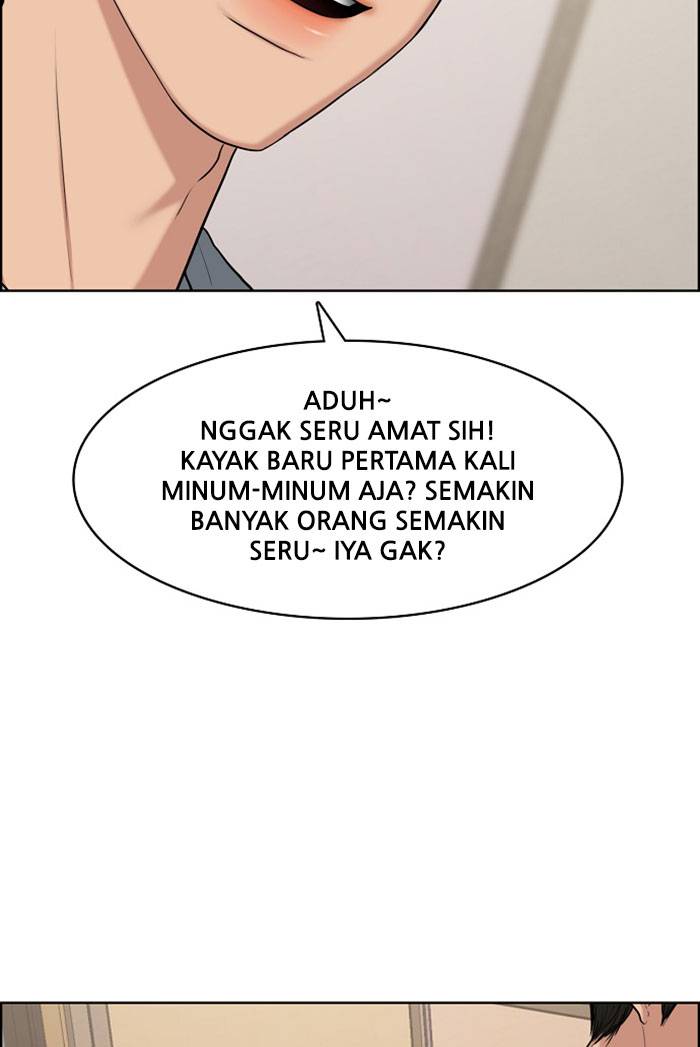 ADUH~
NGGAK SERU AMAT SIH!
KAYAK BARU PERTAMA KALI
MINUM-MINUM AJA? SEMAKIN
BANYAK ORANG SEMAKIN
SERU~ IYA GAK?